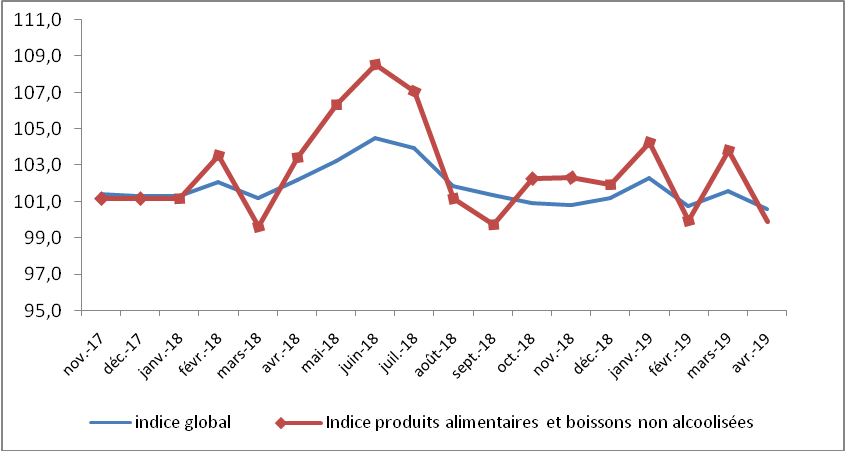 111,0
109,0
107,0
105,0
103,0
101,0
99,0
97,0
95,0
nov.-17
déc.-17
janv.-18
févr.-18
mars-18
avr.-18
mai-18
juin-18
juil.-18
août-18
sept.-18
oct.-18
nov.-18
déc.-18
janv.-19
févr.-19
mars-19
avr.-19
indice global
Indice produits alimentaires et boissons non alcoolisées